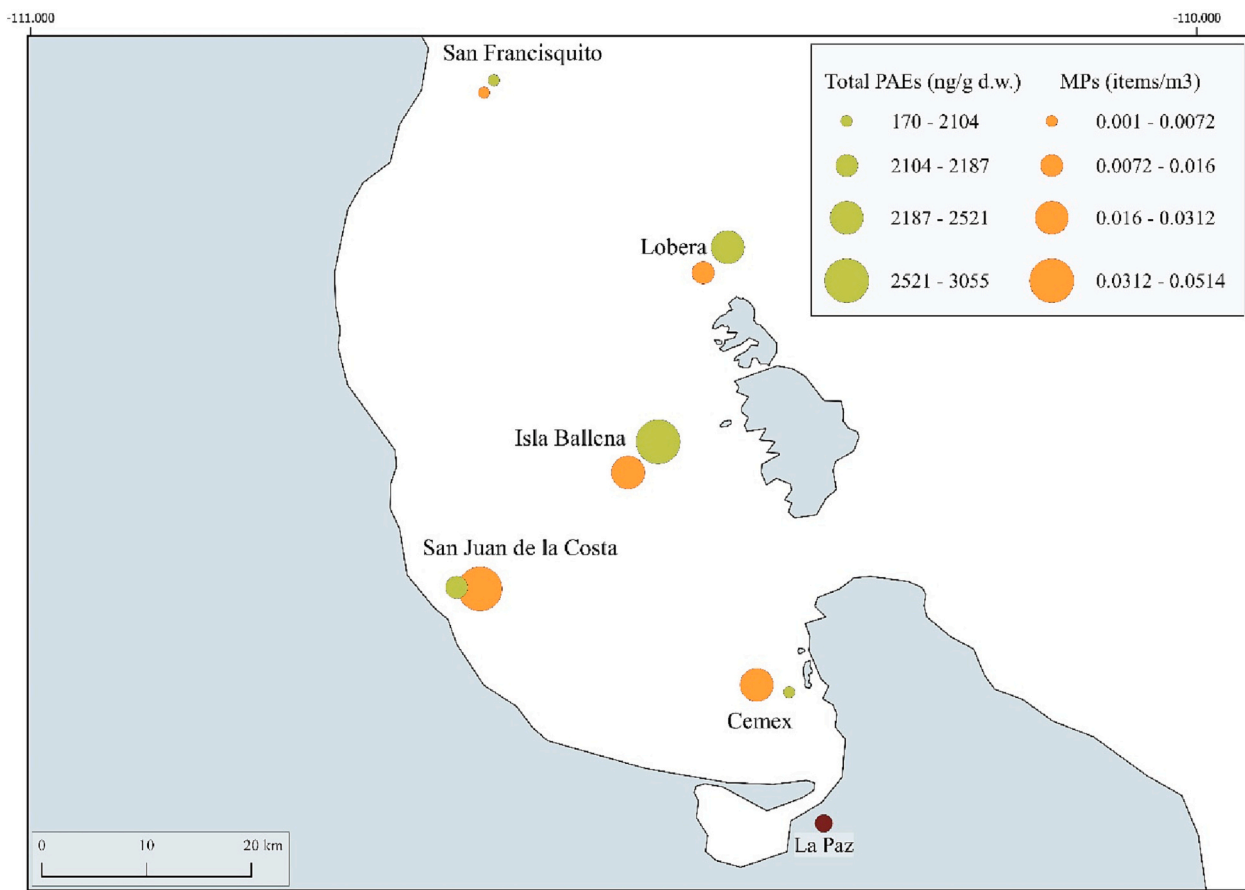 -111.000
-110.000
San Francisquito
Total PAEs (ng/g d.w.) MPs (items/m3)
170 - 2104 0.001 - 0.0072
2104 - 2187 0.0072 - 0.016
2187 - 2521 0.016 - 0.0312
2521 - 3055 0.0312 - 0.0514
Lobera
Isla Ballena
San Juan de la Costa
Cemex
La Paz
0 10 20 km